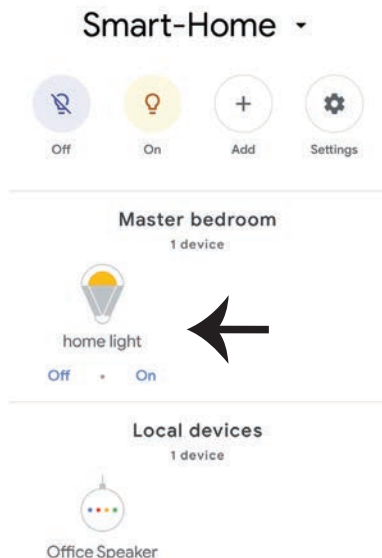 Smart-Home
Off On Add Settings
Master bedroom
1 device
home light
Off • On
Local devices
1 device
Office Speaker